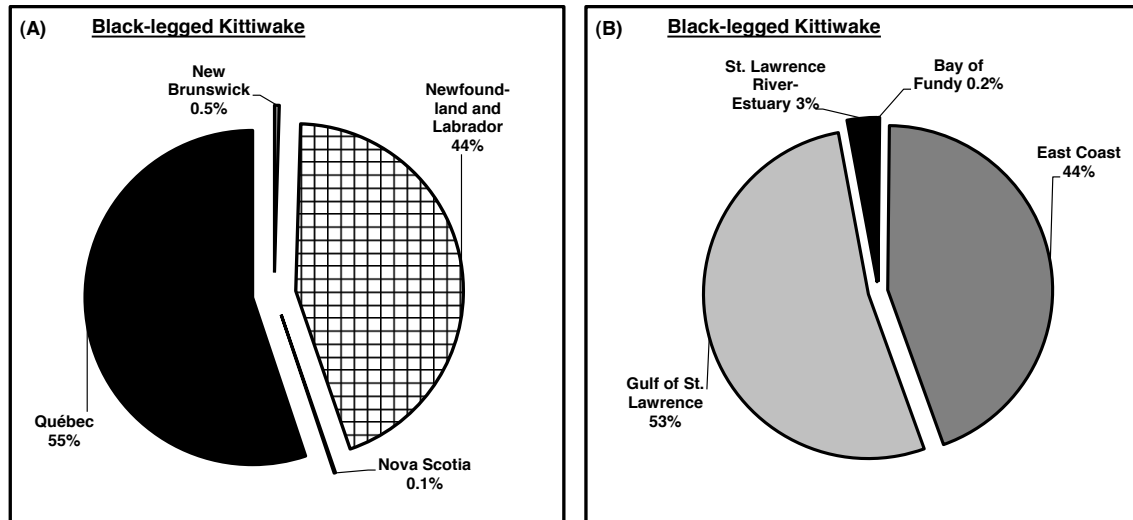 (A) Black-legged Kittiwake
New
Brunswick
0.5%
Newfound-
land and
Labrador
44%
Québec
55%
Nova Scotia
0.1%
(B) Black-legged Kittiwake
St. Lawrence
River-
Estuary 3%
Bay of
Fundy 0.2%
East Coast
44%
Gulf of St.
Lawrence
53%